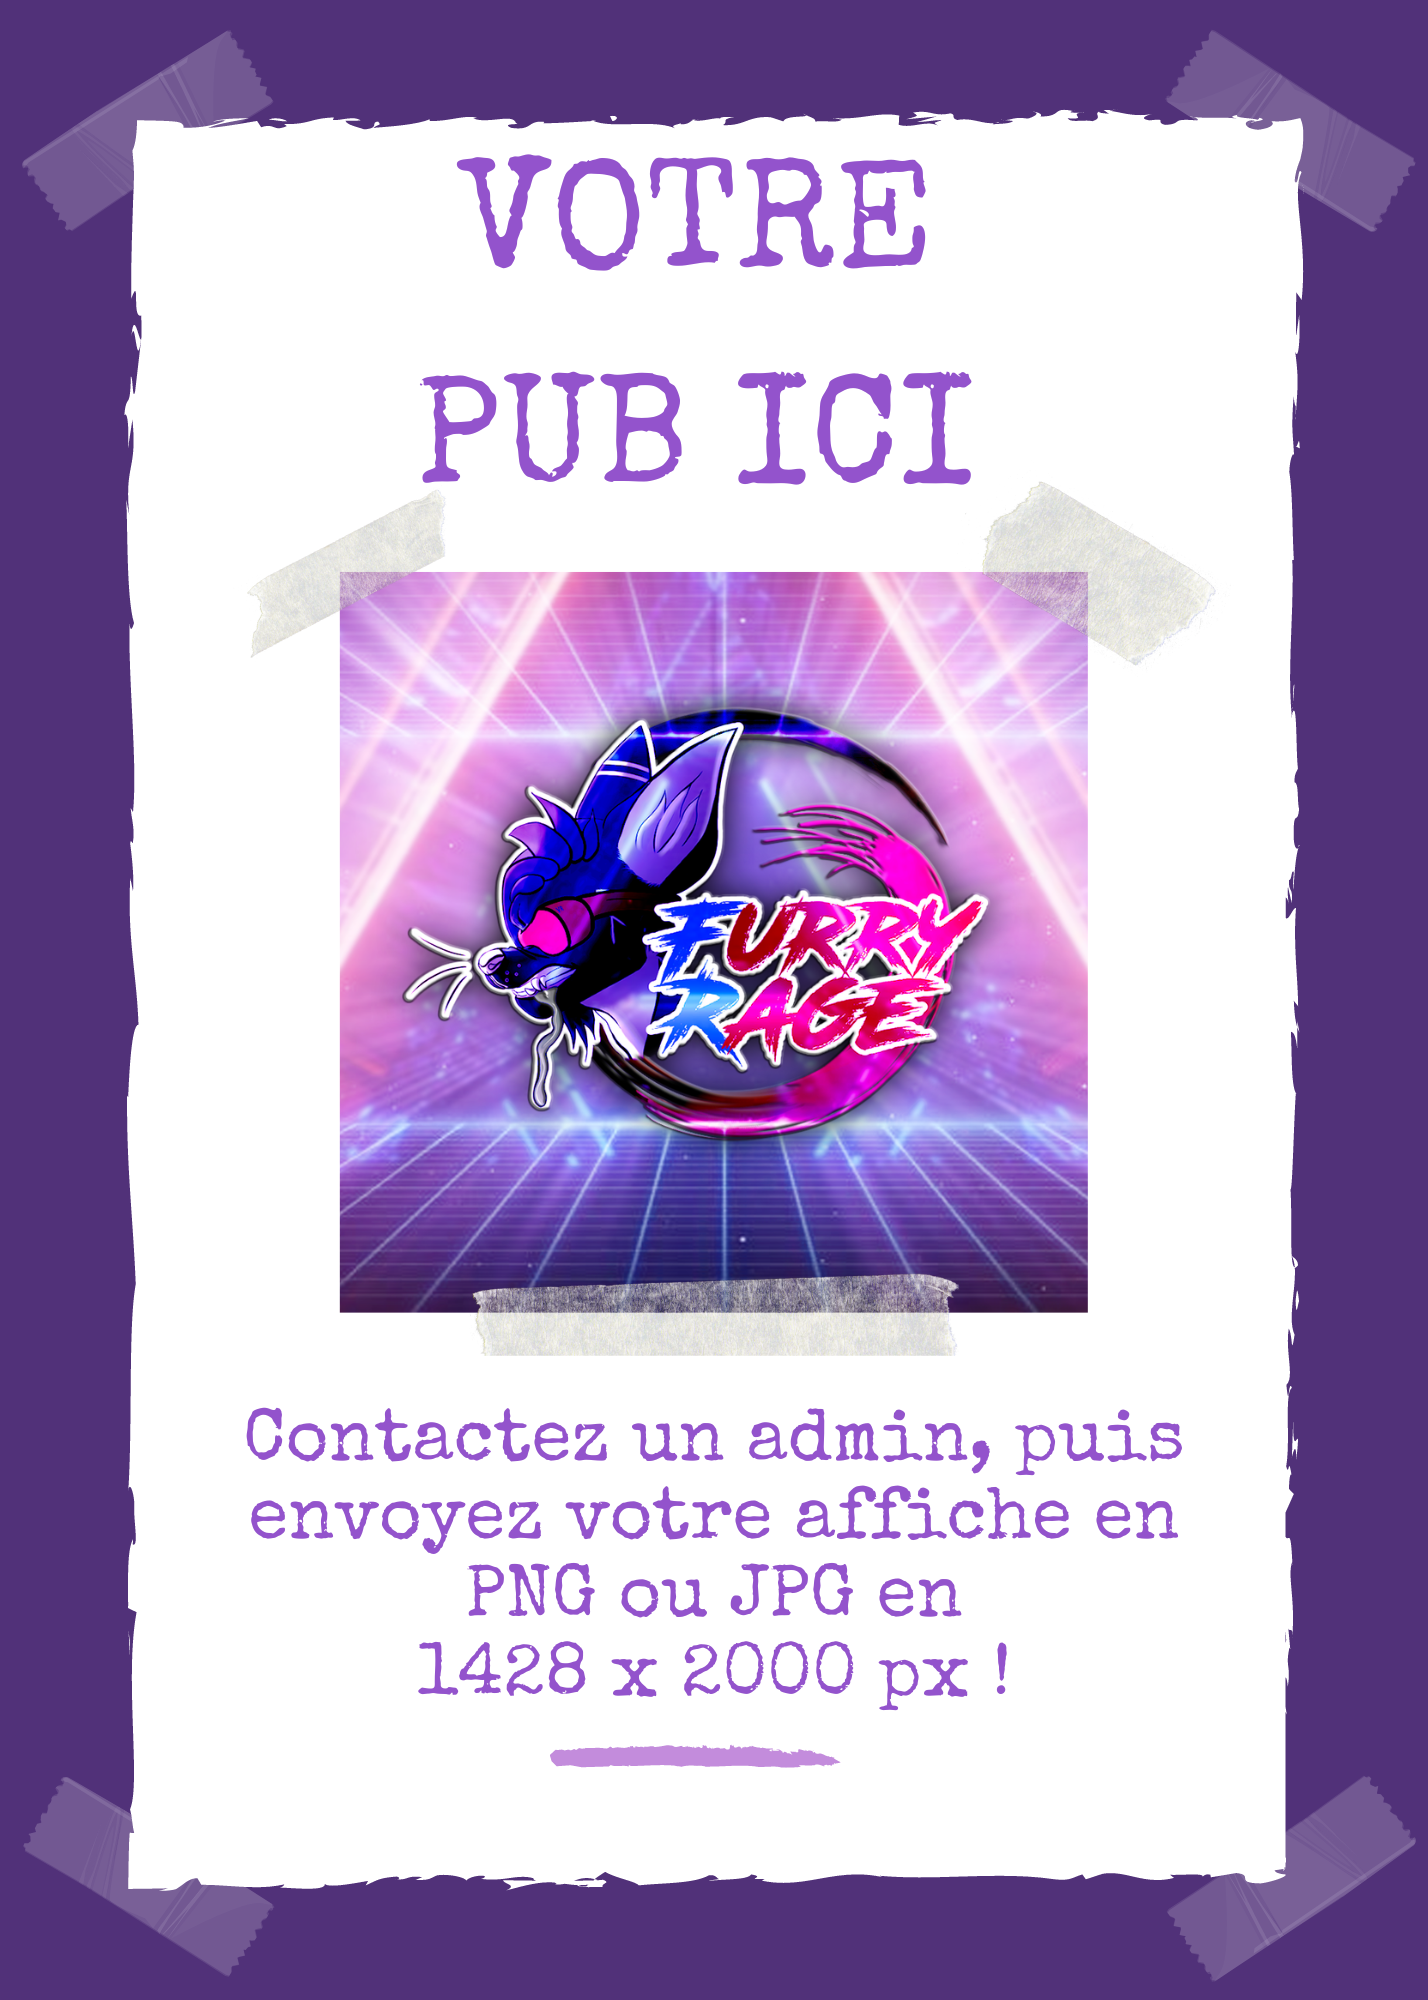 VOTRE
PUB ICI
FURRY
RAGE
Contactez un admin, puis
envoyez votre affiche en
PNG ou JPG en
1428 x 2000 px !